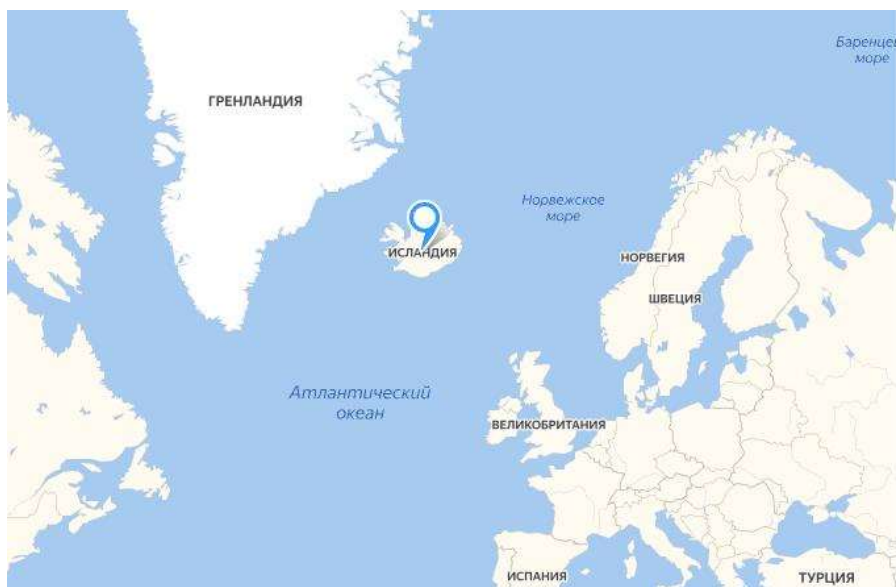 Баренцево
море
ГРЕНЛАНДИЯ
Норвежское
море
ИСЛАНДИЯ
НОРВЕГИЯ
ШВЕЦИЯ
Атлантический
океан
ВЕЛИКОБРИТАНИЯ
ИСПАНИЯ
ТУРЦИЯ